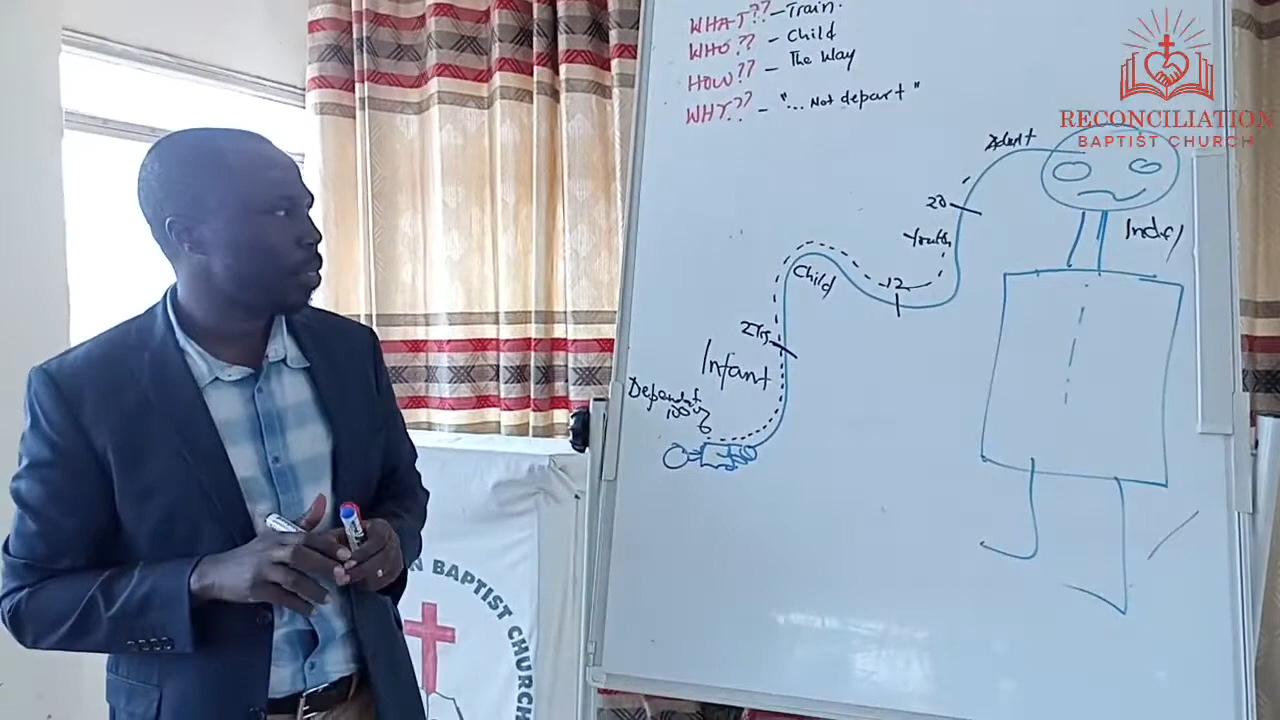 WHAT?? - Train.
WHO?? - Child
HOW?? - The Way
WHY?? - "... Not depart"
RECONCILIATION
BAPTIST CHURCH
Adult
20
Youth
Indep/
12
Child
2Yrs
Infant
Dependent
100%
N BAPTIST CHURCH